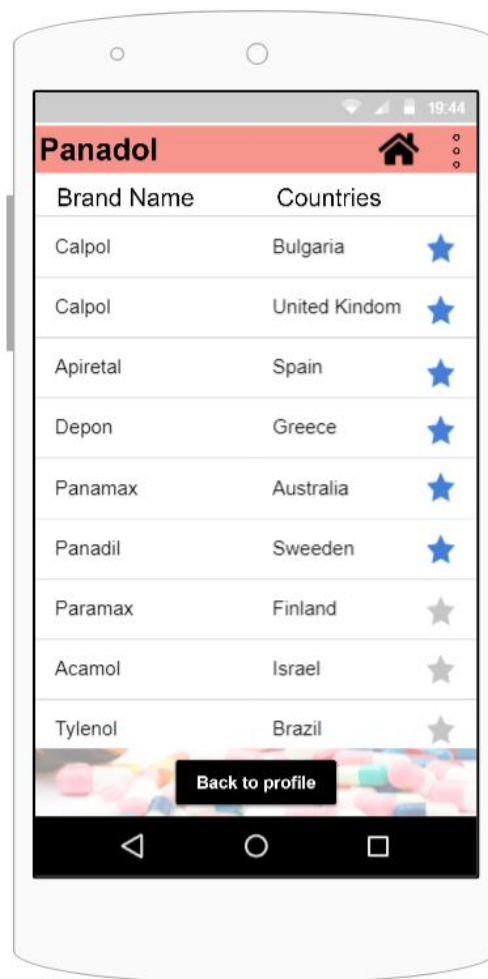 19:44
Panadol
Brand Name Countries
Calpol Bulgaria
Calpol United Kindom
Apiretal Spain
Depon Greece
Panamax Australia
Panadil Sweeden
Paramax Finland
Acamol Israel
Tylenol Brazil
Back to profile